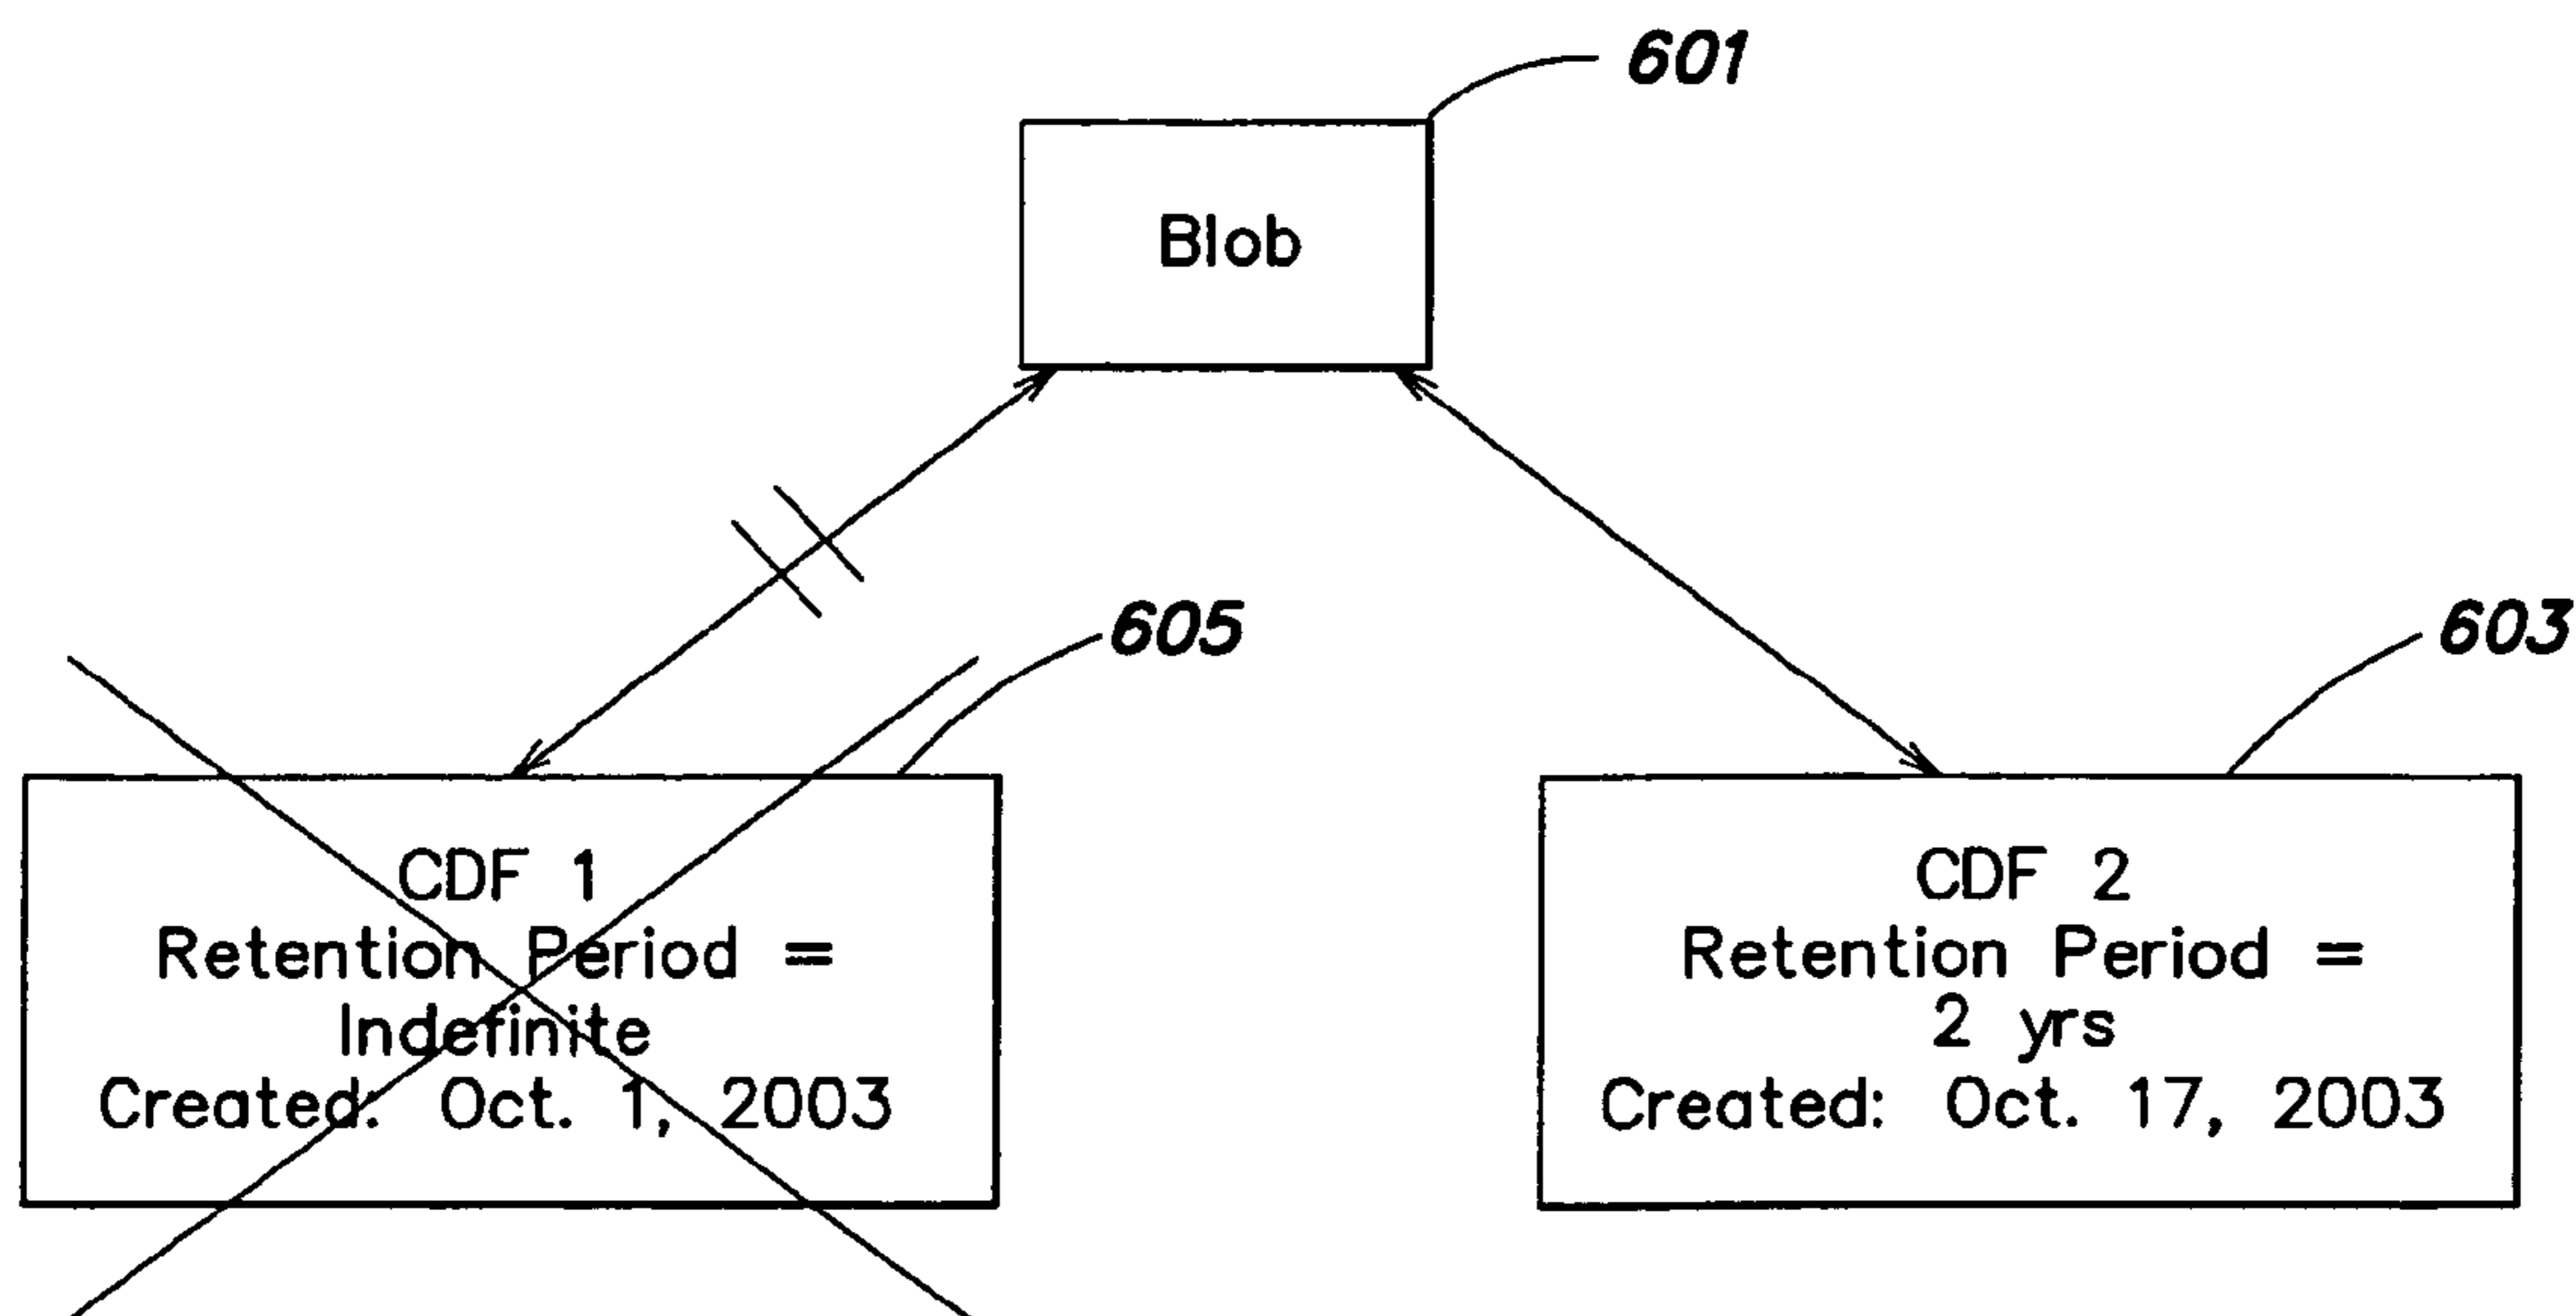 601
Blob
605
603
CDF 1
Retention Period =
Indefinite
Created: Oct. 1, 2003
CDF 2
Retention Period =
2 yrs
Created: Oct. 17, 2003